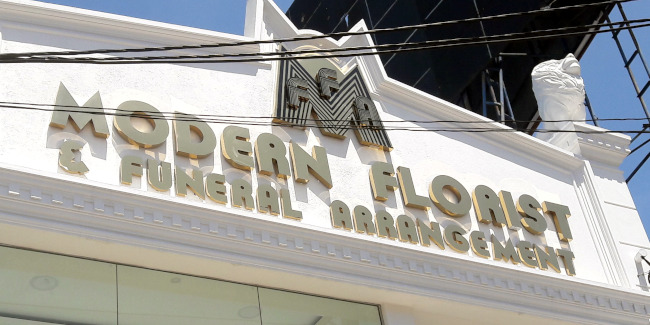 MODERN FLORIST
& FUNERAL ARRANGEMENT